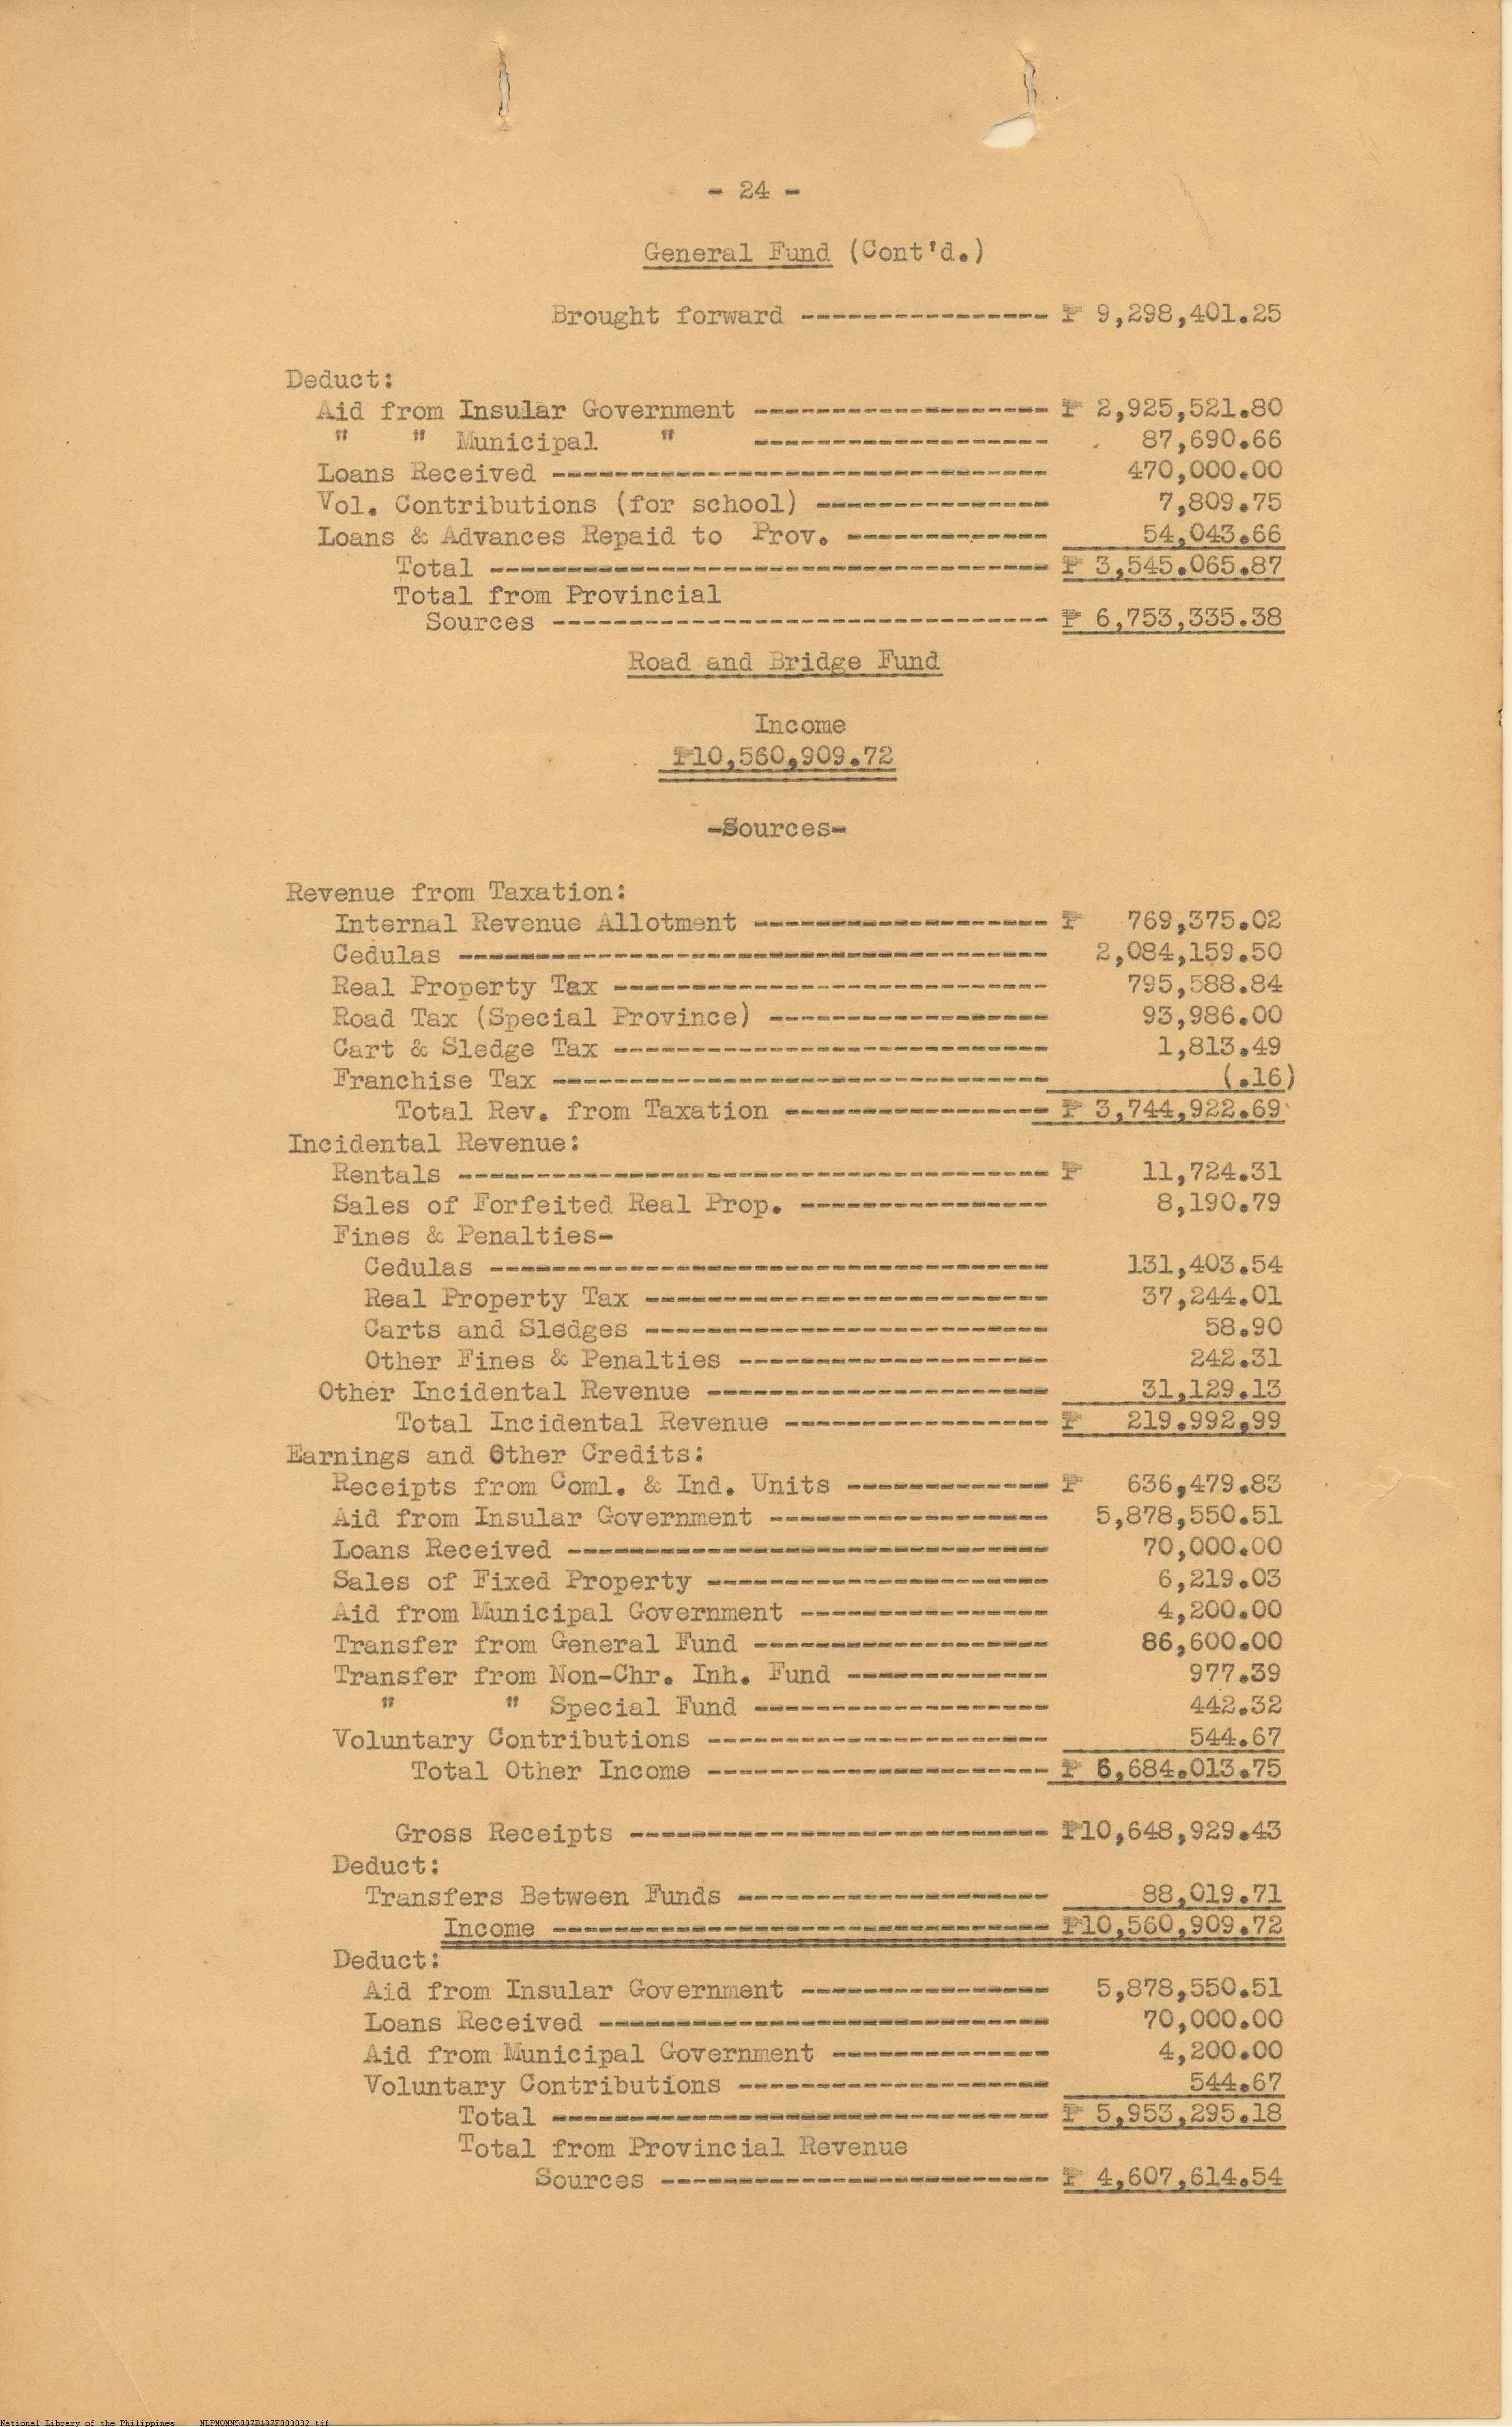 - 24 -
General Fund (Cont'd.)
Brought forward ---------------- ₱ 9,298,401.25
Deduct:
Aid from Insular Government ------------------- ₱ 2,925,521.80
" " Municipal " ------------------- 87,690.66
Loans Received -------------------------------- 470,000.00
Vol. Contributions (for school) --------------- 7,809.75
Loans & Advances Repaid to Prov. ------------- 54,043.66
Total ------------------------------------ ₱ 3,545.065.87
Total from Provincial
Sources -------------------------------- ₱ 6,753,335.38
Road and Bridge Fund
Income
₱10,560,909.72
-Sources-
Revenue from Taxation:
Internal Revenue Allotment ------------------- ₱ 769,375.02
Cedulas -------------------------------------- 2,084,159.50
Real Property Tax ---------------------------- 795,588.84
Road Tax (Special Province) ------------------ 93,986.00
Cart & Sledge Tax ---------------------------- 1,813.49
Franchise Tax -------------------------------- (.16)
Total Rev. from Taxation ----------------- ₱ 3,744,922.69
Incidental Revenue:
Rentals -------------------------------------- ₱ 11,724.31
Sales of Forfeited Real Prop. ---------------- 8,190.79
Fines & Penalties-
Cedulas ------------------------------------ 131,403.54
Real Property Tax -------------------------- 37,244.01
Carts and Sledges -------------------------- 58.90
Other Fines & Penalties -------------------- 242.31
Other Incidental Revenue ---------------------- 31,129.13
Total Incidental Revenue ----------------- ₱ 219.992,99
Earnings and Other Credits:
Receipts from Coml. & Ind. Units ------------- ₱ 636,479.83
Aid from Insular Government ------------------ 5,878,550.51
Loans Received ------------------------------- 70,000.00
Sales of Fixed Property ---------------------- 6,219.03
Aid from Municipal Government ---------------- 4,200.00
Transfer from General Fund ------------------- 86,600.00
Transfer from Non-Chr. Inh. Fund ------------- 977.39
" " Special Fund ------------------- 442.32
Voluntary Contributions ---------------------- 544.67
Total Other Income ---------------------- ₱ 6,684.013.75
Gross Receipts --------------------------- ₱10,648,929.43
Deduct:
Transfers Between Funds -------------------- 88,019.71
Income -------------------------------- ₱10,560,909.72
Deduct:
Aid from Insular Government ---------------- 5,878,550.51
Loans Received ----------------------------- 70,000.00
Aid from Municipal Government -------------- 4,200.00
Voluntary Contributions -------------------- 544.67
Total -------------------------------- ₱ 5,953,295.18
Total from Provincial Revenue
Sources ------------------------- ₱ 4,607,614.54
National Library of the Philippines NLPMQMNS007B137F003032.tif